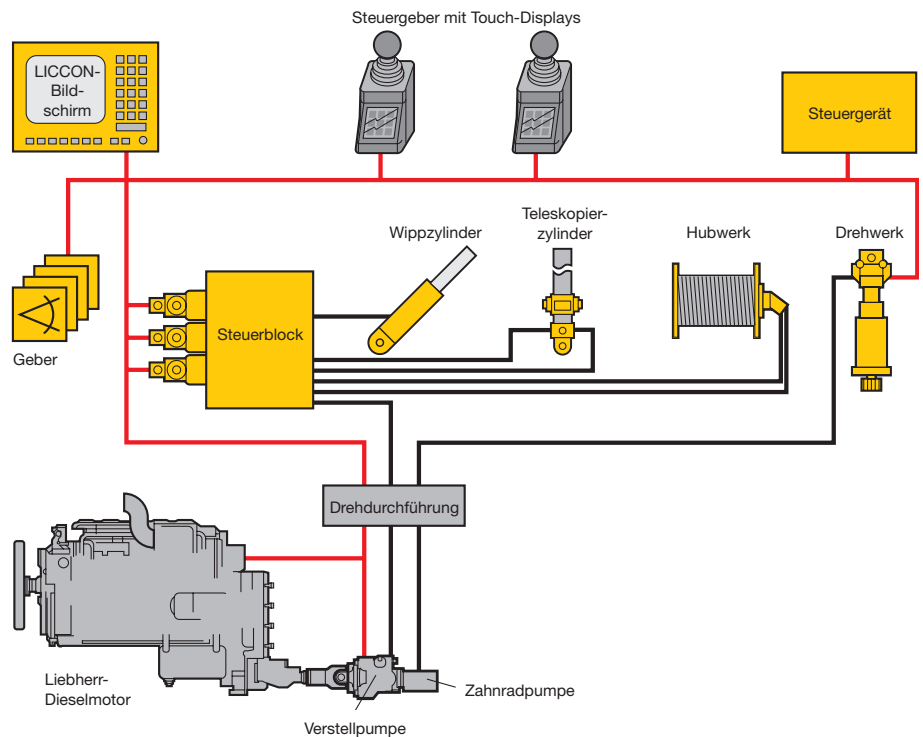 Steuergeber mit Touch-Displays
LICCON-
Bild-
schirm
Steuergerät
Wippzylinder
Teleskopier-
zylinder
Hubwerk
Drehwerk
Steuerblock
Geber
Drehdurchführung
Liebherr-
Dieselmotor
Zahnradpumpe
Verstellpumpe